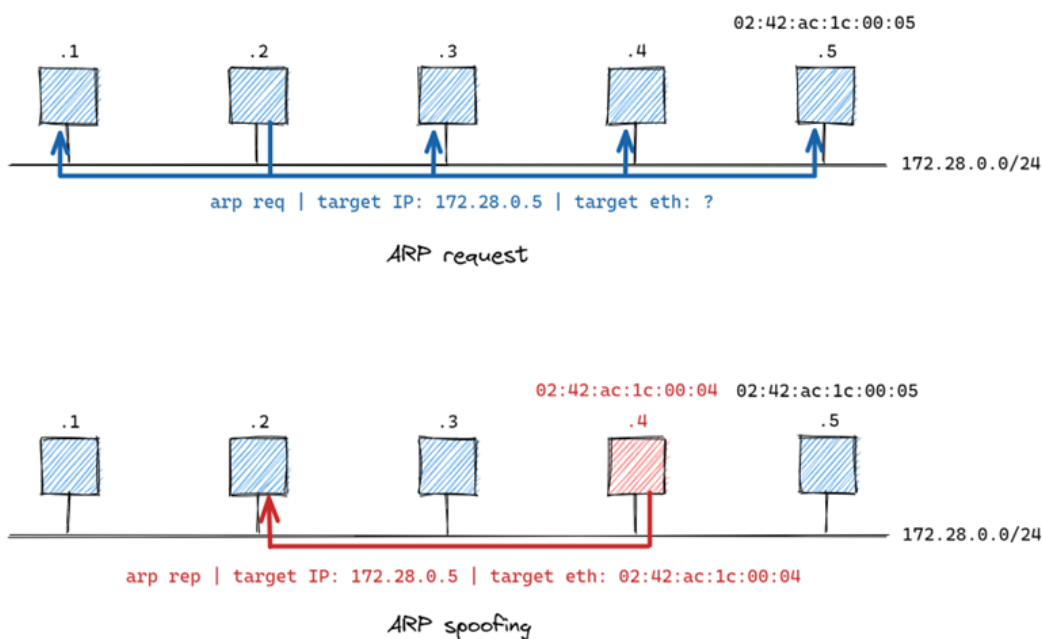 02:42:ac:1c:00:05
.1 .2 .3 .4 .5
172.28.0.0/24
arp req | target IP: 172.28.0.5 | target eth: ?
ARP request
02:42:ac:1c:00:04 02:42:ac:1c:00:05
.1 .2 .3 .4 .5
172.28.0.0/24
arp rep | target IP: 172.28.0.5 | target eth: 02:42:ac:1c:00:04
ARP spoofing